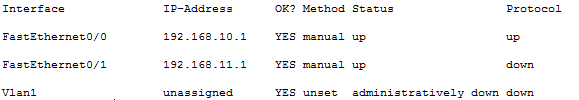 Interface IP-Address OK? Method Status Protocol
FastEthernet0/0 192.168.10.1 YES manual up up
FastEthernet0/1 192.168.11.1 YES manual up down
Vlan1 unassigned YES unset administratively down down